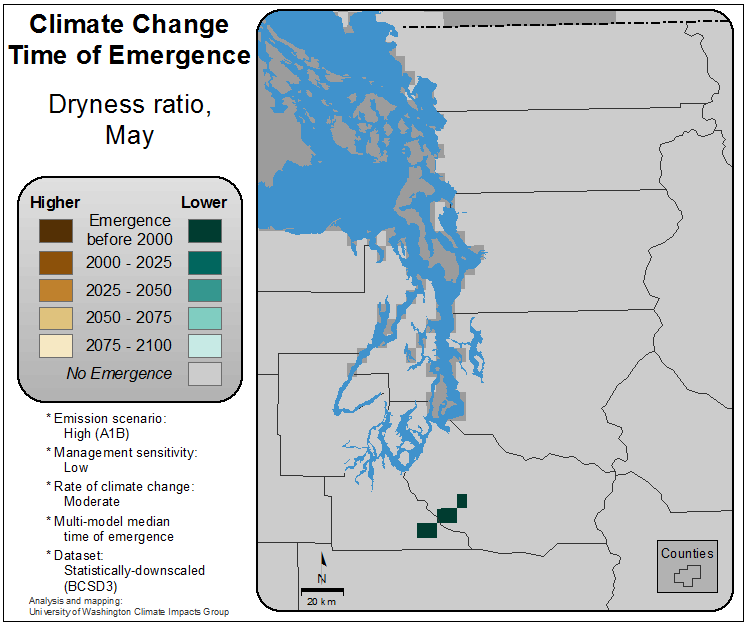 Climate Change
Time of Emergence
Dryness ratio,
May
Higher
Lower
Emergence
before 2000
2000 - 2025
2025 - 2050
2050 - 2075
2075 - 2100
No Emergence
* Emission scenario:
High (A1B)
* Management sensitivity:
Low
* Rate of climate change:
Moderate
* Multi-model median
time of emergence
* Dataset:
Statistically-downscaled
(BCSD3)
Analysis and mapping:
University of Washington Climate Impacts Group
N
20 km
Counties